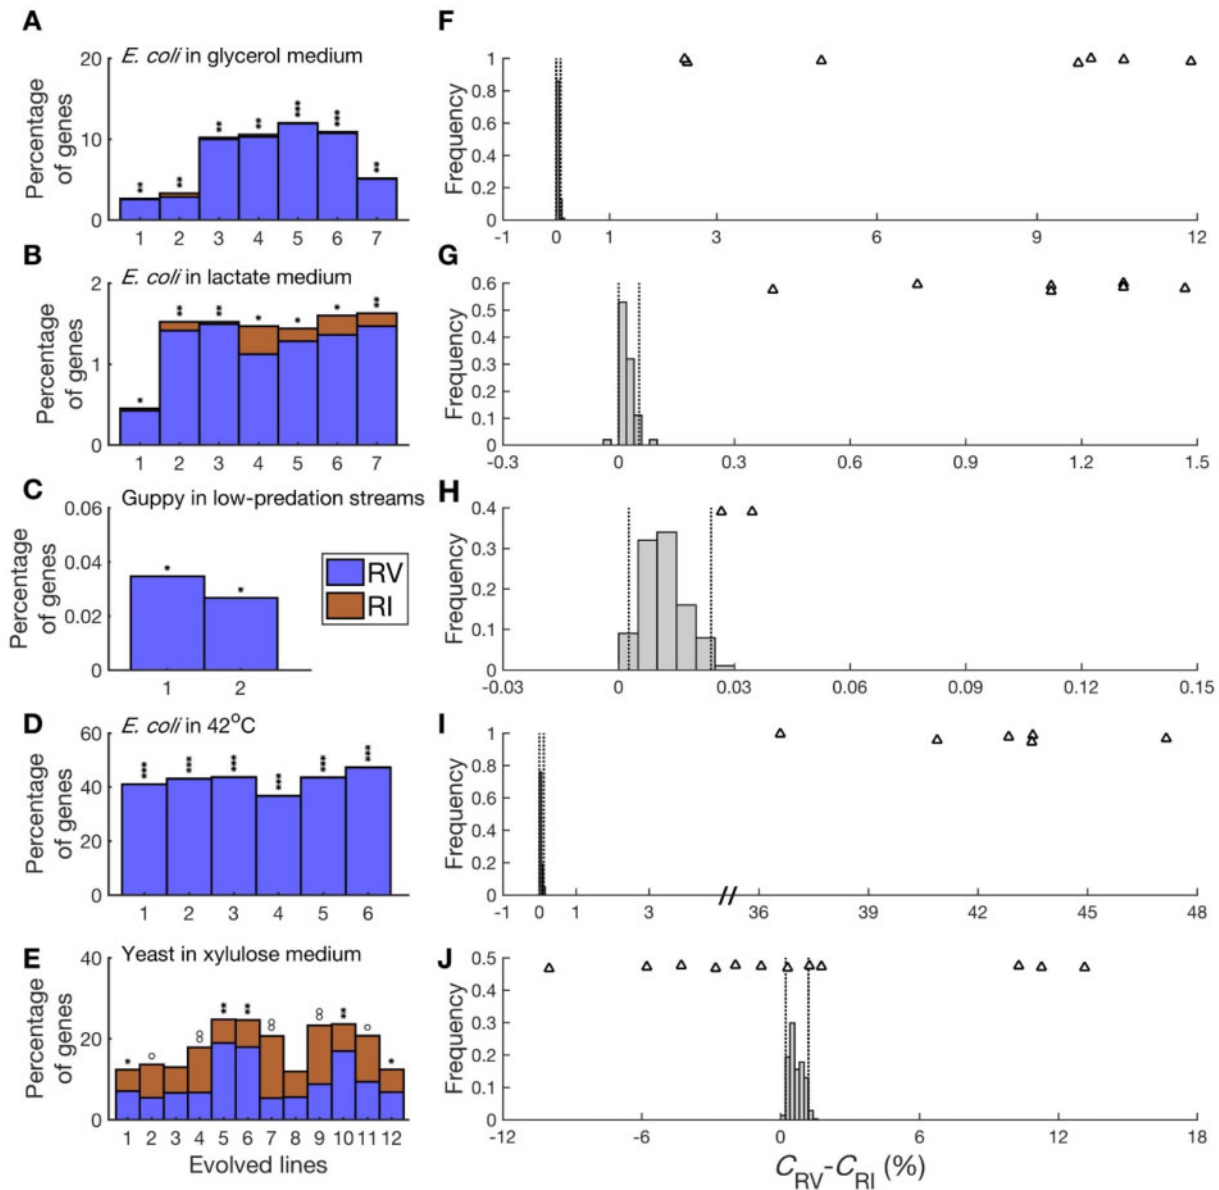 A
E. coli in glycerol medium
Percentage
of genes
20
10
0
** ** ** ** *** *** **
1 2 3 4 5 6 7
F
Frequency
1
0.8
0.6
0.4
0.2
0
-1 0 1 3 6 9 12
B
E. coli in lactate medium
Percentage
of genes
2
1
0
* ** ** * * * **
1 2 3 4 5 6 7
G
Frequency
0.6
0.5
0.4
0.3
0.2
0.1
0
-0.3 0 0.3 0.6 0.9 1.2 1.5
C
Guppy in low-predation streams
Percentage
of genes
0.06
0.04
0.02
0
* *
1 2
RV
RI
H
Frequency
0.4
0.3
0.2
0.1
0
-0.03 0 0.03 0.06 0.09 0.12 0.15
D
E. coli in 42°C
Percentage
of genes
60
40
20
0
*** *** *** *** *** ***
1 2 3 4 5 6
I
Frequency
1
0.8
0.6
0.4
0.2
0
-1 0 1 3 // 36 39 42 45 48
E
Yeast in xylulose medium
Percentage
of genes
40
20
0
* ○ ○○ ** ** ○○ ○○ ** ○ *
1 2 3 4 5 6 7 8 9 10 11 12
Evolved lines
J
Frequency
0.5
0.4
0.3
0.2
0.1
0
-12 -6 0 6 12 18
CRV-CRI (%)